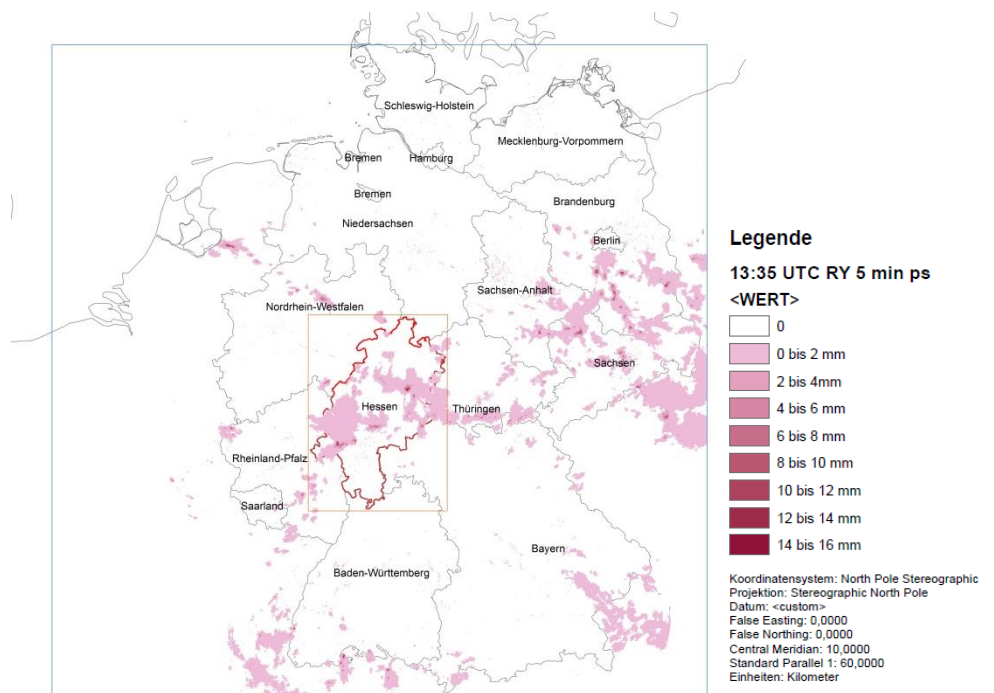 Schleswig-Holstein
Mecklenburg-Vorpommern
Bremen
Hamburg
Bremen
Brandenburg
Niedersachsen
Berlin
Sachsen-Anhalt
Nordrhein-Westfalen
Sachsen
Hessen
Thüringen
Rheinland-Pfalz
Saarland
Bayern
Baden-Württemberg
Legende
13:35 UTC RY 5 min ps
<WERT>
0
0 bis 2 mm
2 bis 4mm
4 bis 6 mm
6 bis 8 mm
8 bis 10 mm
10 bis 12 mm
12 bis 14 mm
14 bis 16 mm
Koordinatensystem: North Pole Stereographic
Projektion: Stereographic North Pole
Datum: <custom>
False Easting: 0,0000
False Northing: 0,0000
Central Meridian: 10,0000
Standard Parallel 1: 60,0000
Einheiten: Kilometer